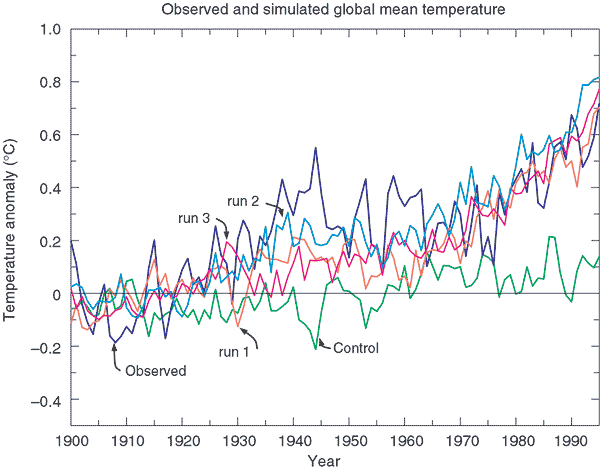 Observed and simulated global mean temperature
1.0
0.8
0.6
0.4
0.2
0
−0.2
−0.4
Temperature anomaly (°C)
run 2
run 3
run 1
Observed
Control
1900 1910 1920 1930 1940 1950 1960 1970 1980 1990
Year